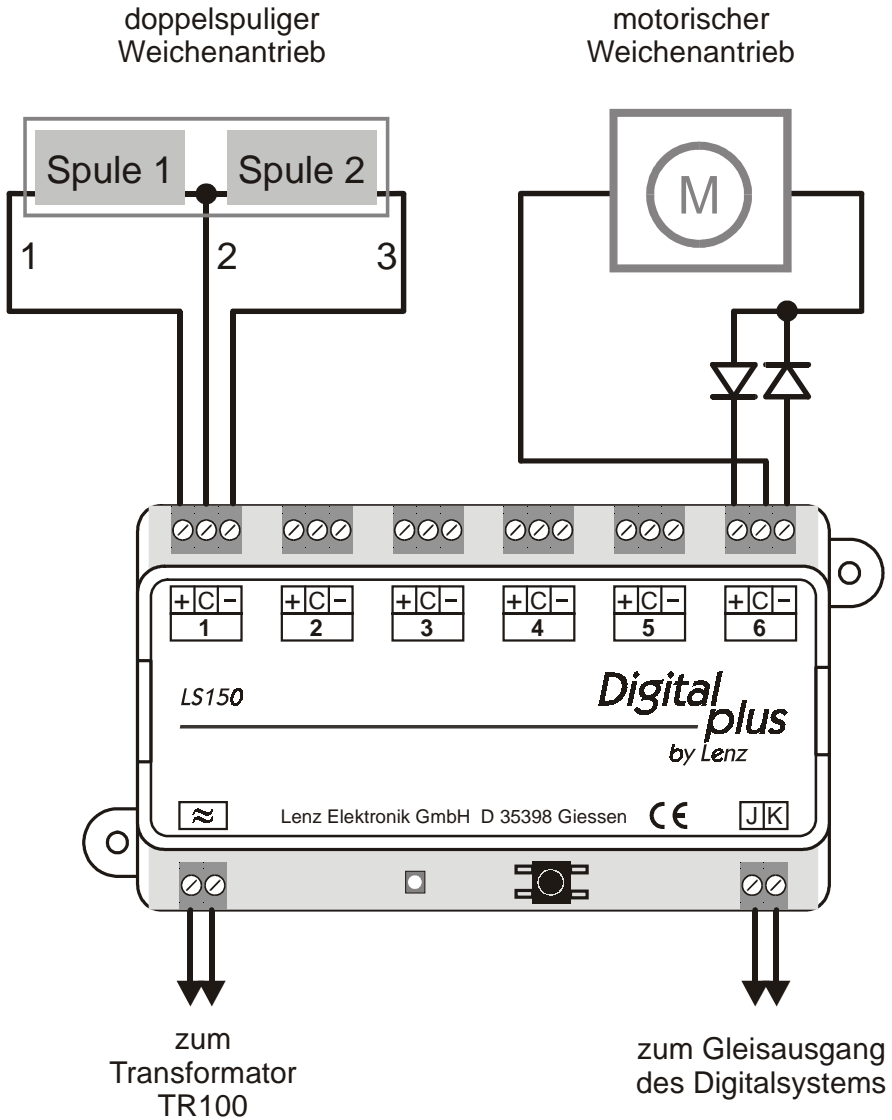 doppelspuliger
Weichenantrieb
motorischer
Weichenantrieb
Spule 1
Spule 2
M
1
2
3
+ C −
1
+ C −
2
+ C −
3
+ C −
4
+ C −
5
+ C −
6
LS150
Digital
plus
by Lenz
≈
Lenz Elektronik GmbH D 35398 Giessen CE
J K
zum
Transformator
TR100
zum Gleisausgang
des Digitalsystems